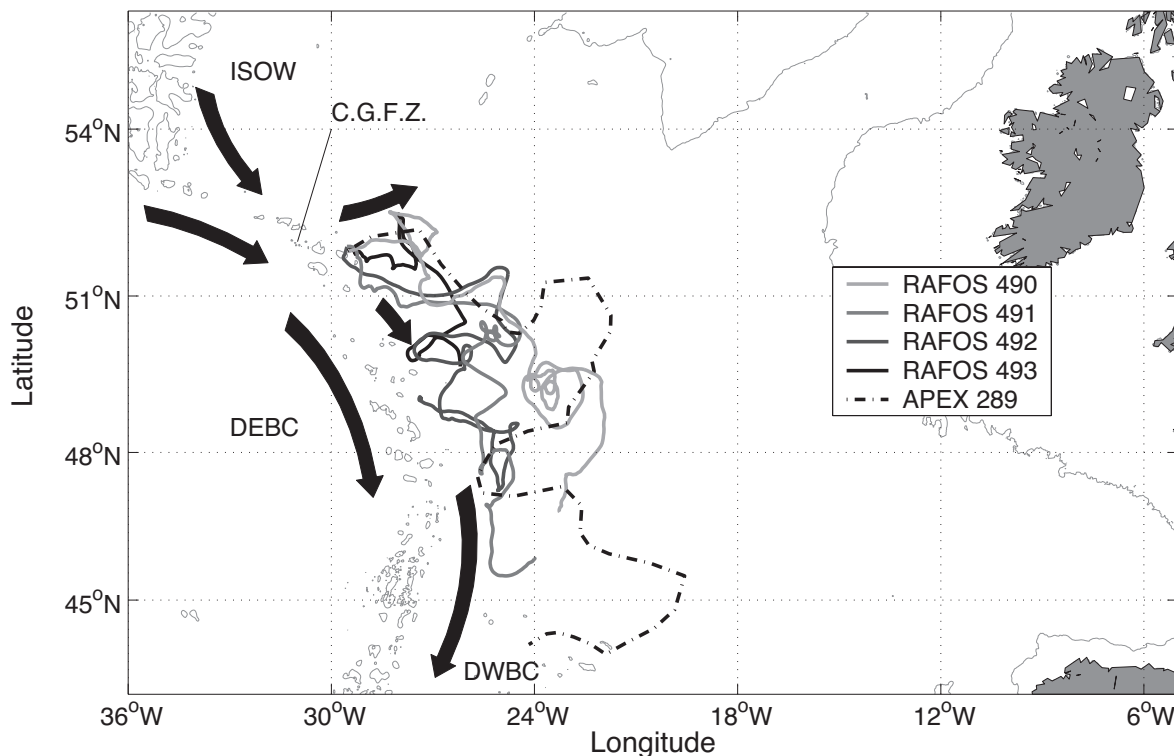 ISOW
C.G.F.Z.
54°N
51°N
48°N
45°N
Latitude
DEBC
DWBC
RAFOS 490
RAFOS 491
RAFOS 492
RAFOS 493
APEX 289
36°W
30°W
24°W
18°W
12°W
6°W
Longitude